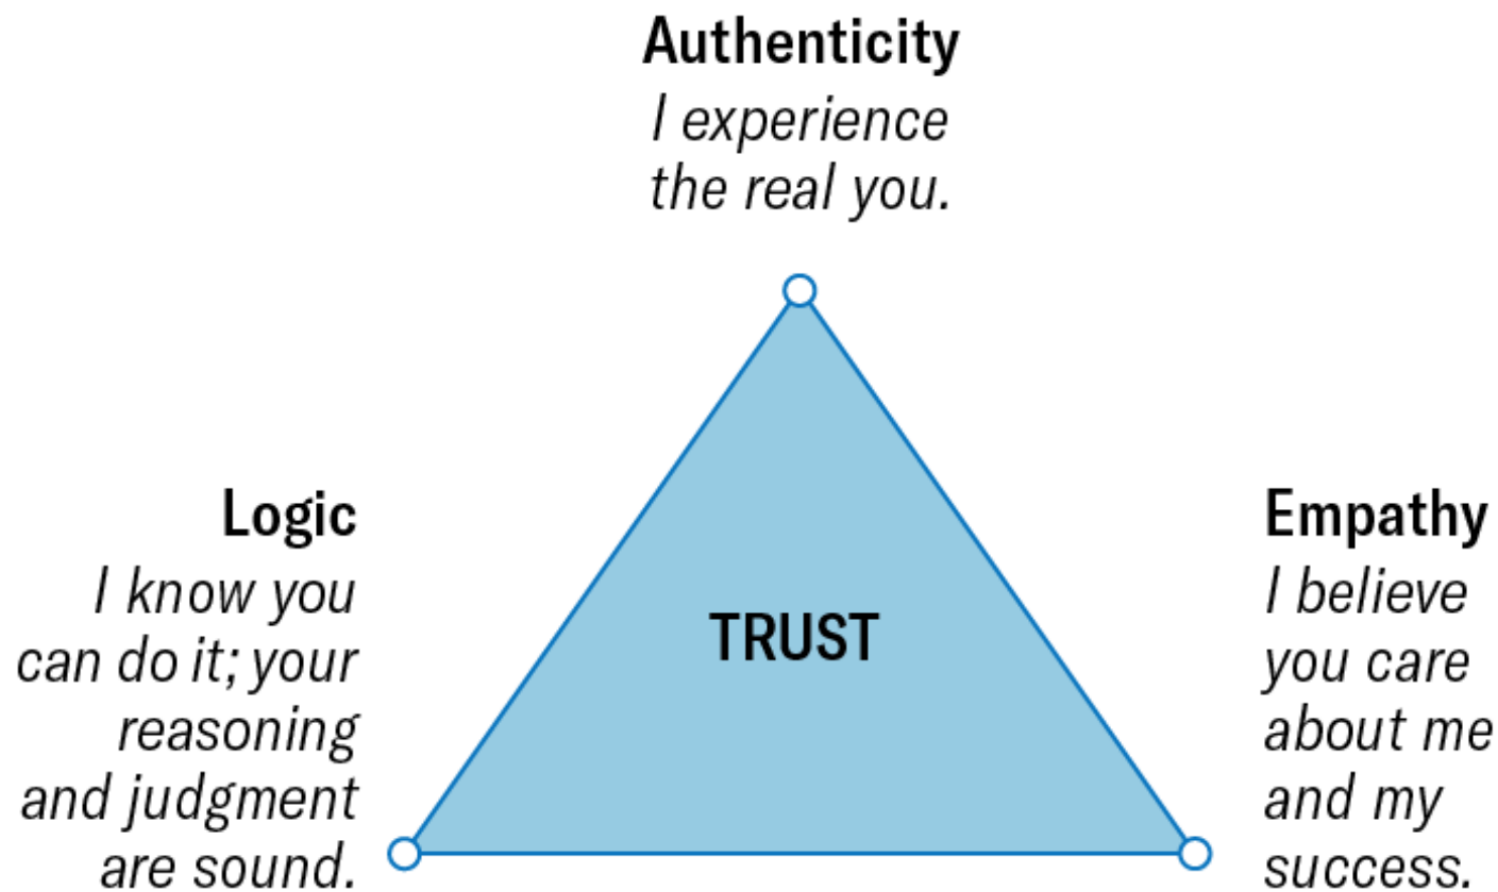 Authenticity
I experience
the real you.
Logic
I know you
can do it; your
reasoning
and judgment
are sound.
TRUST
Empathy
I believe
you care
about me
and my
success.